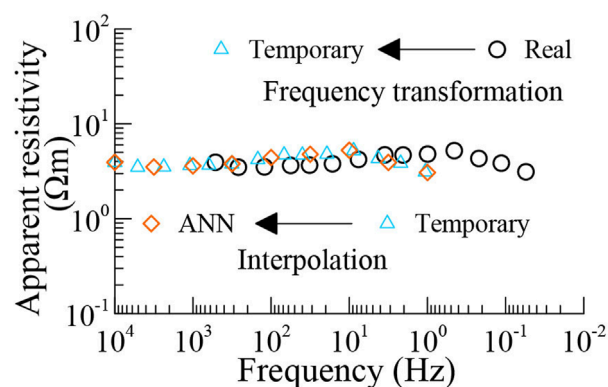 10²
Temporary
Real
Frequency transformation
10¹
Apparent resistivity
(Ωm)
10⁰
ANN
Temporary
Interpolation
10⁻¹
10⁴ 10³ 10² 10¹ 10⁰ 10⁻¹ 10⁻²
Frequency (Hz)